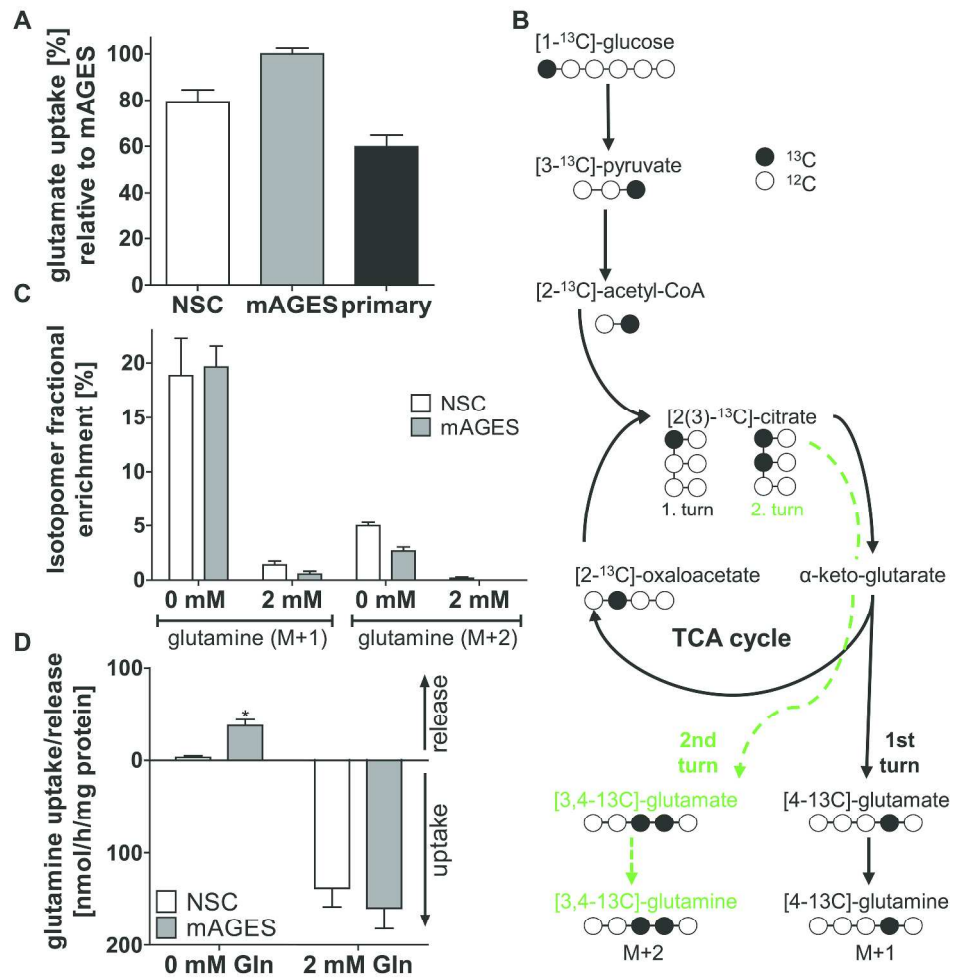 A
glutamate uptake [%]
relative to mAGES
100
80
60
40
20
0
NSC mAGES primary
B
[1-¹³C]-glucose
[3-¹³C]-pyruvate
¹³C
¹²C
[2-¹³C]-acetyl-CoA
[2(3)-¹³C]-citrate
1. turn
2. turn
[2-¹³C]-oxaloacetate
α-keto-glutarate
TCA cycle
2nd
turn
1st
turn
[3,4-13C]-glutamate
[4-13C]-glutamate
[3,4-13C]-glutamine
[4-13C]-glutamine
M+2
M+1
C
Isotopomer fractional
enrichment [%]
20
15
10
5
0
NSC
mAGES
0 mM 2 mM 0 mM 2 mM
glutamine (M+1) glutamine (M+2)
D
glutamine uptake/release
[nmol/h/mg protein]
100
0
100
200
*
release
uptake
NSC
mAGES
0 mM Gln 2 mM Gln